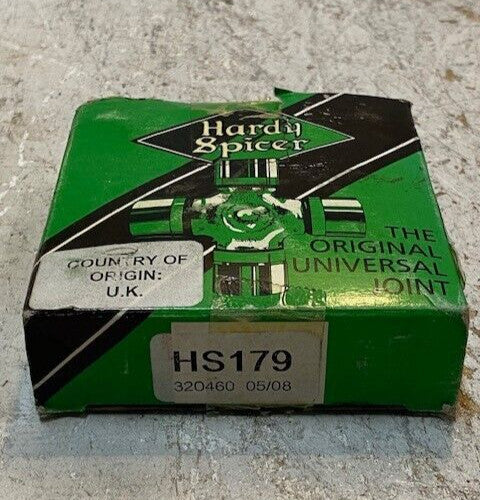 Hardy
Spicer
THE
ORIGINAL
UNIVERSAL
JOINT
COUNTRY OF
ORIGIN:
U.K.
HS179
320460 05/08